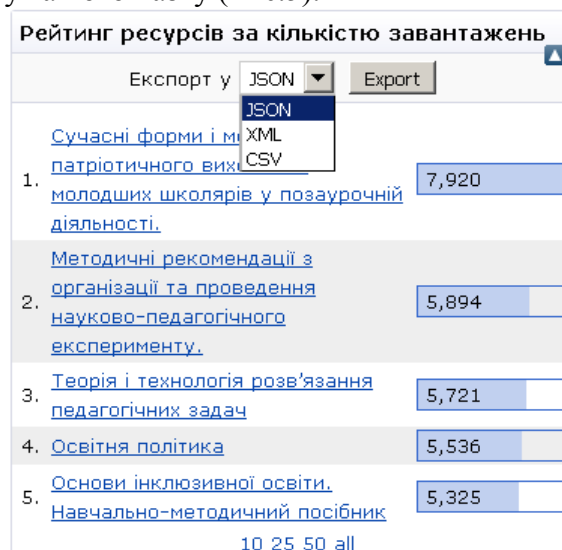 Рейтинг ресурсів за кількістю завантажень
Експорт у JSON Export
JSON
XML
CSV
1. Сучасні форми і
патріотичного
молодших школярів у позаурочній
діяльності.
7,920
2. Методичні рекомендації з
організації та проведення
науково-педагогічного
експерименту.
5,894
3. Теорія і технологія розв'язання
педагогічних задач
5,721
4. Освітня політика
5,536
5. Основи інклюзивної освіти.
Навчально-методичний посібник
5,325
10 25 50 all